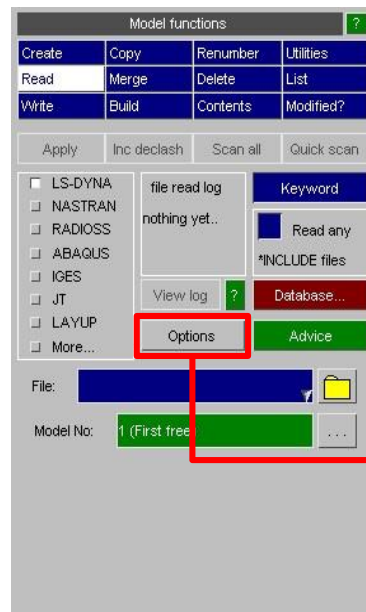 Model functions ?
Create Copy Renumber Utilities
Read Merge Delete List
Write Build Contents Modified?
Apply Inc declash Scan all Quick scan
LS-DYNA
NASTRAN
RADIOSS
ABAQUS
IGES
JT
LAYUP
More...
file read log
nothing yet..
View log ?
Options
Keyword
Read any
*INCLUDE files
Database...
Advice
File:
Model No: 1 (First free) ...